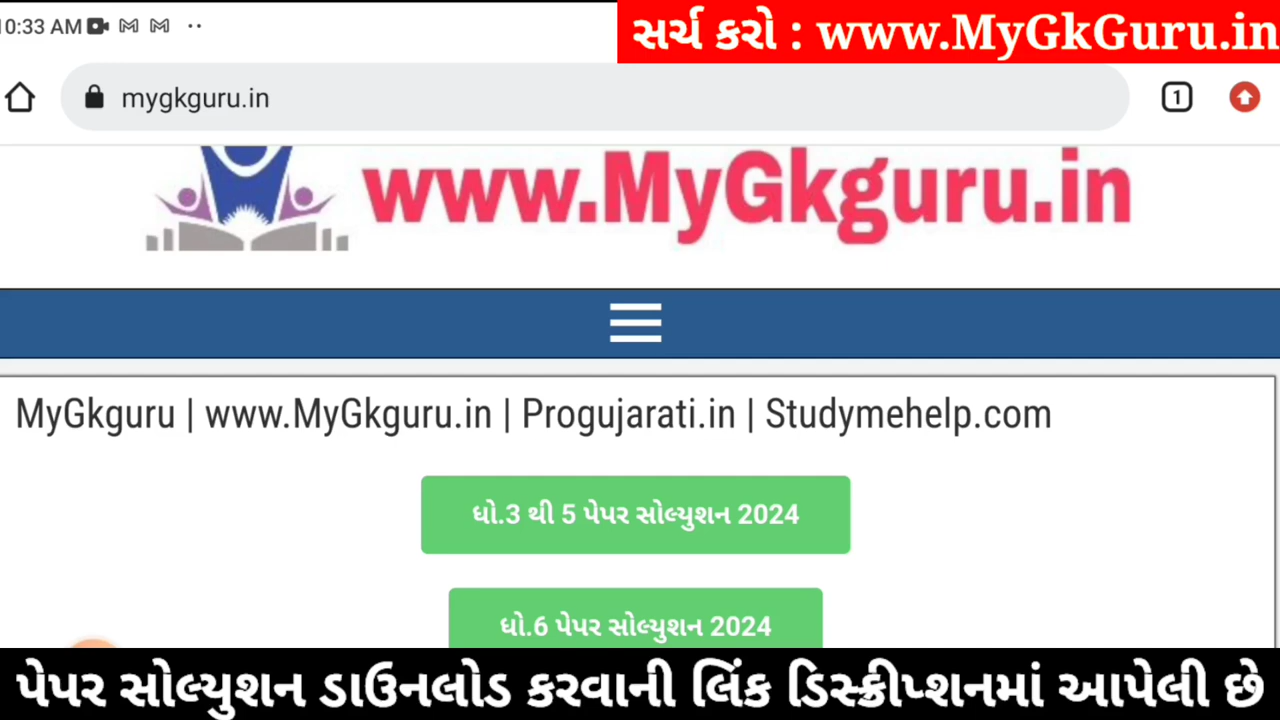 10:33 AM
સર્ચ કરો : www.MyGkGuru.in
mygkguru.in
1
www.MyGkguru.in
MyGkguru | www.MyGkguru.in | Progujarati.in | Studymehelp.com
ધો.3 થી 5 પેપર સોલ્યુશન 2024
ધો.6 પેપર સોલ્યુશન 2024
પેપર સોલ્યુશન ડાઉનલોડ કરવાની લિંક ડિસ્ક્રીપ્શનમાં આપેલી છે